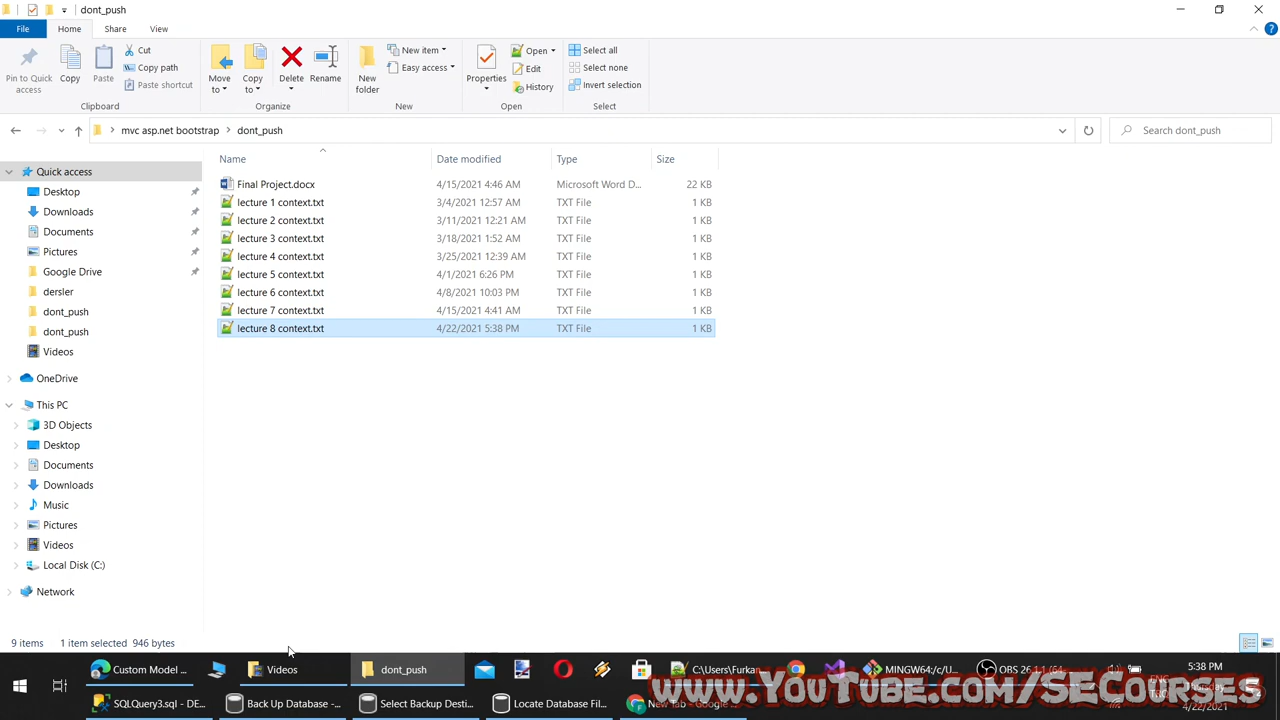 dont_push
File Home Share View
Pin to Quick access
Copy
Paste
Cut
Copy path
Paste shortcut
Move to
Copy to
Delete
Rename
New folder
New item
Easy access
Properties
Open
Edit
History
Select all
Select none
Invert selection
Clipboard Organize New Open Select
mvc asp.net bootstrap > dont_push
Search dont_push
Name Date modified Type Size
Final Project.docx 4/15/2021 4:46 AM Microsoft Word D... 22 KB
lecture 1 context.txt 3/4/2021 12:57 AM TXT File 1 KB
lecture 2 context.txt 3/11/2021 12:21 AM TXT File 1 KB
lecture 3 context.txt 3/18/2021 1:52 AM TXT File 1 KB
lecture 4 context.txt 3/25/2021 12:39 AM TXT File 1 KB
lecture 5 context.txt 4/1/2021 6:26 PM TXT File 1 KB
lecture 6 context.txt 4/8/2021 10:03 PM TXT File 1 KB
lecture 7 context.txt 4/15/2021 4:41 AM TXT File 1 KB
lecture 8 context.txt 4/22/2021 5:38 PM TXT File 1 KB
Quick access
Desktop
Downloads
Documents
Pictures
Google Drive
dersler
dont_push
dont_push
Videos
OneDrive
This PC
3D Objects
Desktop
Documents
Downloads
Music
Pictures
Videos
Local Disk (C:)
Network
9 items 1 item selected 946 bytes
Custom Model ... Videos dont_push C:\Users\Furkan... MINGW64:/c/U... OBS 26.1.1 (64... ENG 5:38 PM
Thursday
SQLQuery3.sql - DE... Back Up Database -... Select Backup Desti... Locate Database Fil... New Tab - Google ... 4/22/2021
www.YouTube.com/SECourses